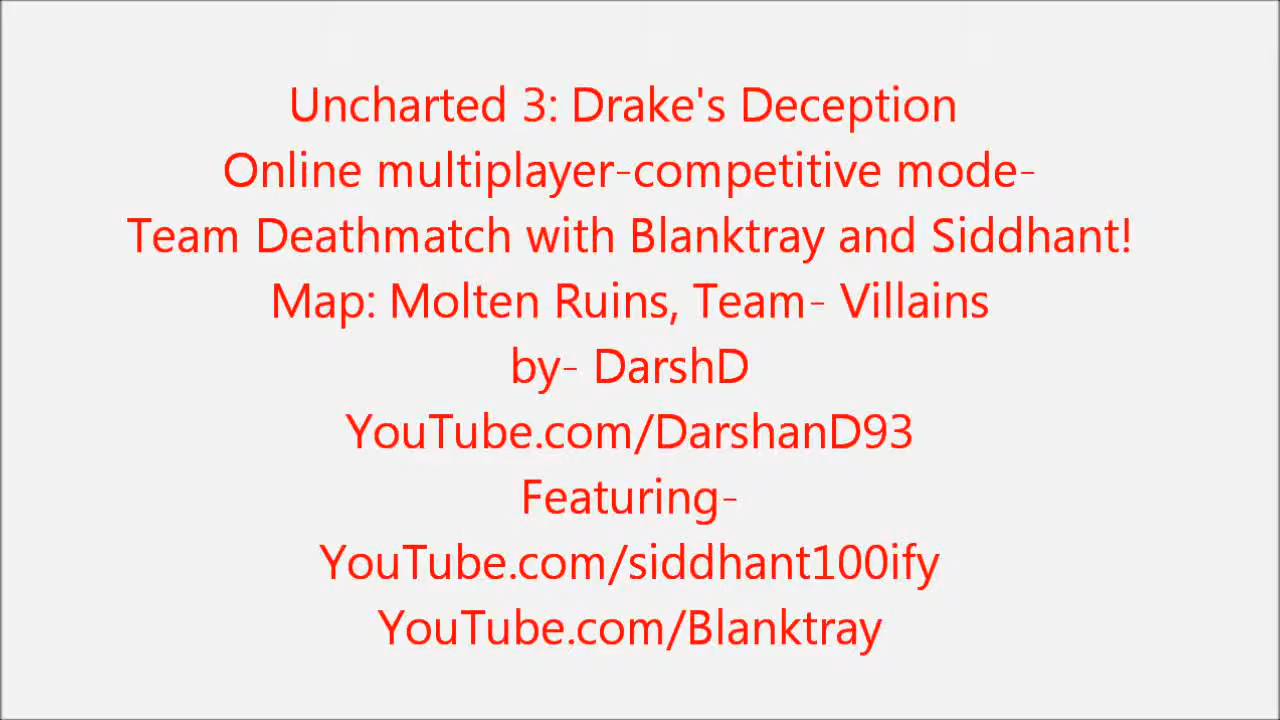 Uncharted 3: Drake's Deception
Online multiplayer-competitive mode-
Team Deathmatch with Blanktray and Siddhant!
Map: Molten Ruins, Team- Villains
by- DarshD
YouTube.com/DarshanD93
Featuring-
YouTube.com/siddhant100ify
YouTube.com/Blanktray